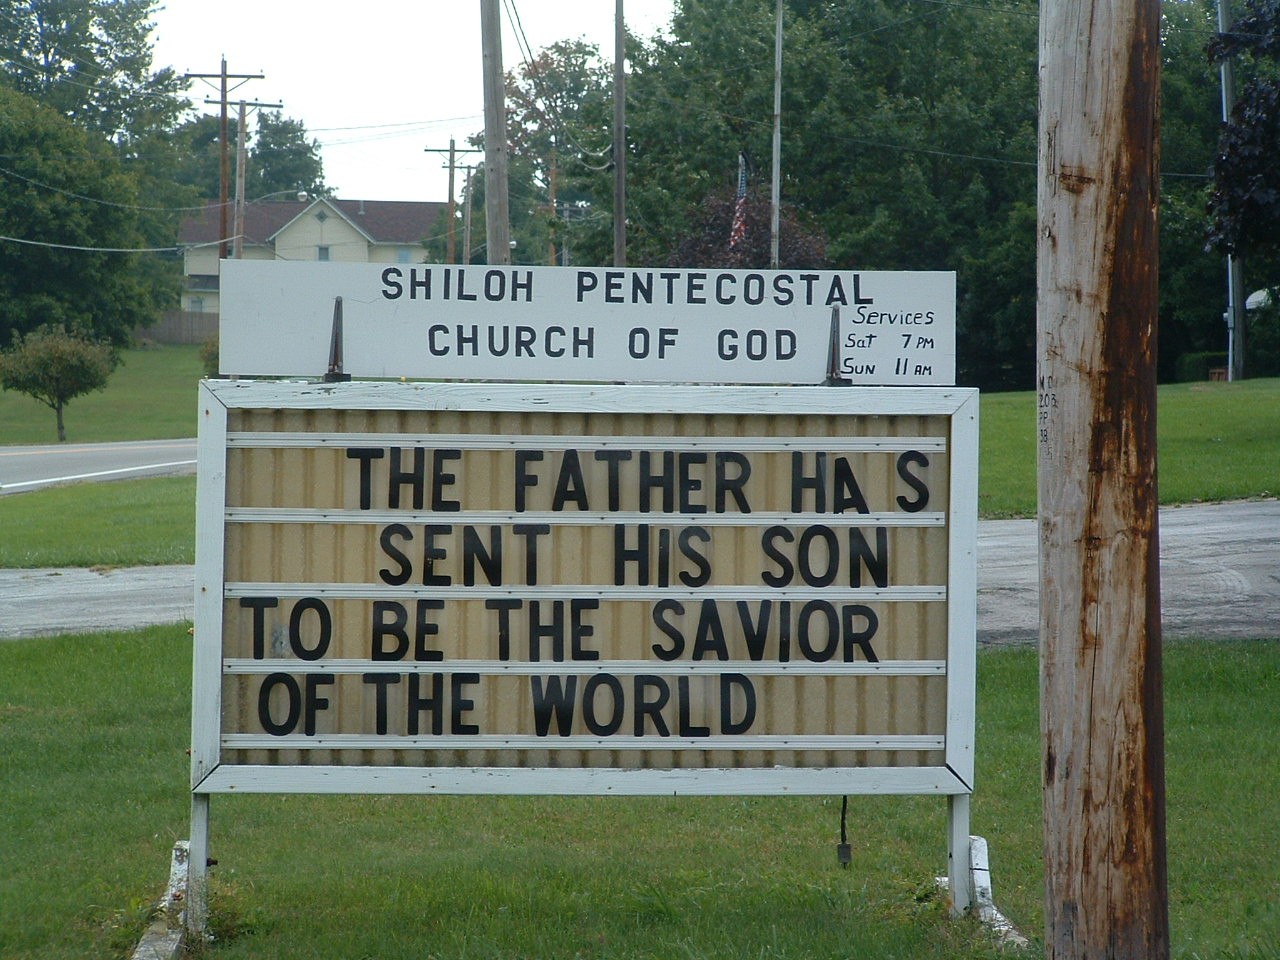 SHILOH PENTECOSTAL
CHURCH OF GOD
Services
Sat 7 PM
SUN 11 AM
THE FATHER HAS
SENT HIS SON
TO BE THE SAVIOR
OF THE WORLD